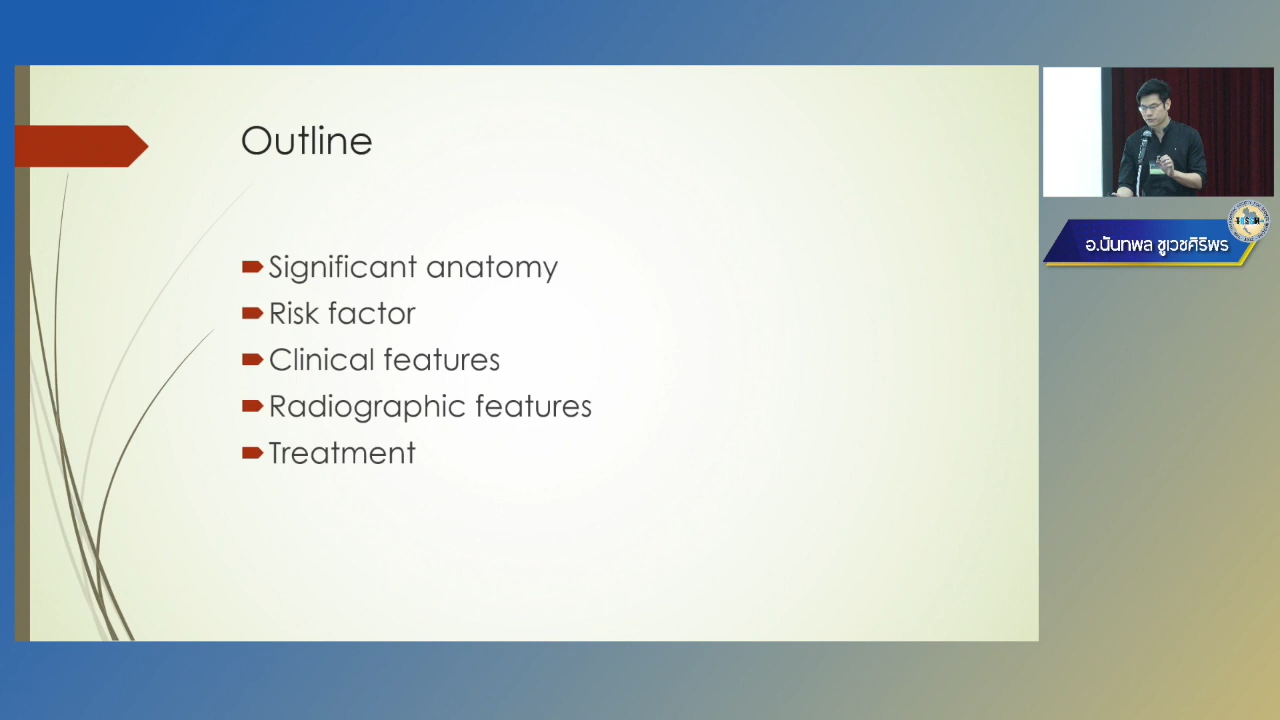 Outline
Significant anatomy
Risk factor
Clinical features
Radiographic features
Treatment
อ.นันทพล ชูเวชศิริพร